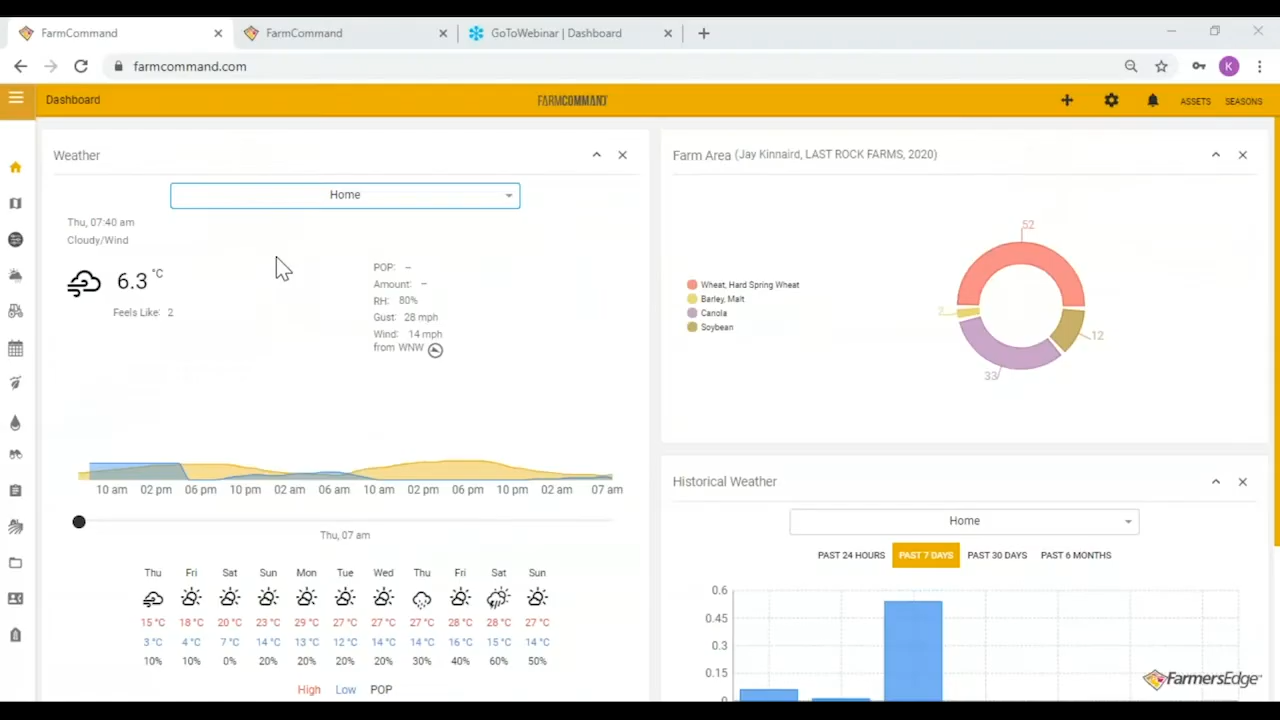 FarmCommand
FarmCommand
GoToWebinar | Dashboard
farmcommand.com
K
Dashboard
FARMCOMMAND
ASSETS
SEASONS
Weather
Home
Thu, 07:40 am
Cloudy/Wind
6.3 °C
Feels Like: 2
POP: –
Amount: –
RH: 80%
Gust: 28 mph
Wind: 14 mph
from WNW
10 am 02 pm 06 pm 10 pm 02 am 06 am 10 am 02 pm 06 pm 10 pm 02 am 07 am
Thu, 07 am
Thu Fri Sat Sun Mon Tue Wed Thu Fri Sat Sun
15 °C 18 °C 20 °C 23 °C 29 °C 27 °C 27 °C 27 °C 28 °C 28 °C 27 °C
3 °C 4 °C 7 °C 14 °C 13 °C 12 °C 14 °C 14 °C 16 °C 15 °C 14 °C
10% 10% 0% 20% 20% 20% 20% 30% 40% 60% 50%
High Low POP
Farm Area (Jay Kinnaird, LAST ROCK FARMS, 2020)
Wheat, Hard Spring Wheat
Barley, Malt
Canola
Soybean
52
2
12
33
Historical Weather
Home
PAST 24 HOURS PAST 7 DAYS PAST 30 DAYS PAST 6 MONTHS
0.6
0.45
0.3
0.15
0
FarmersEdge